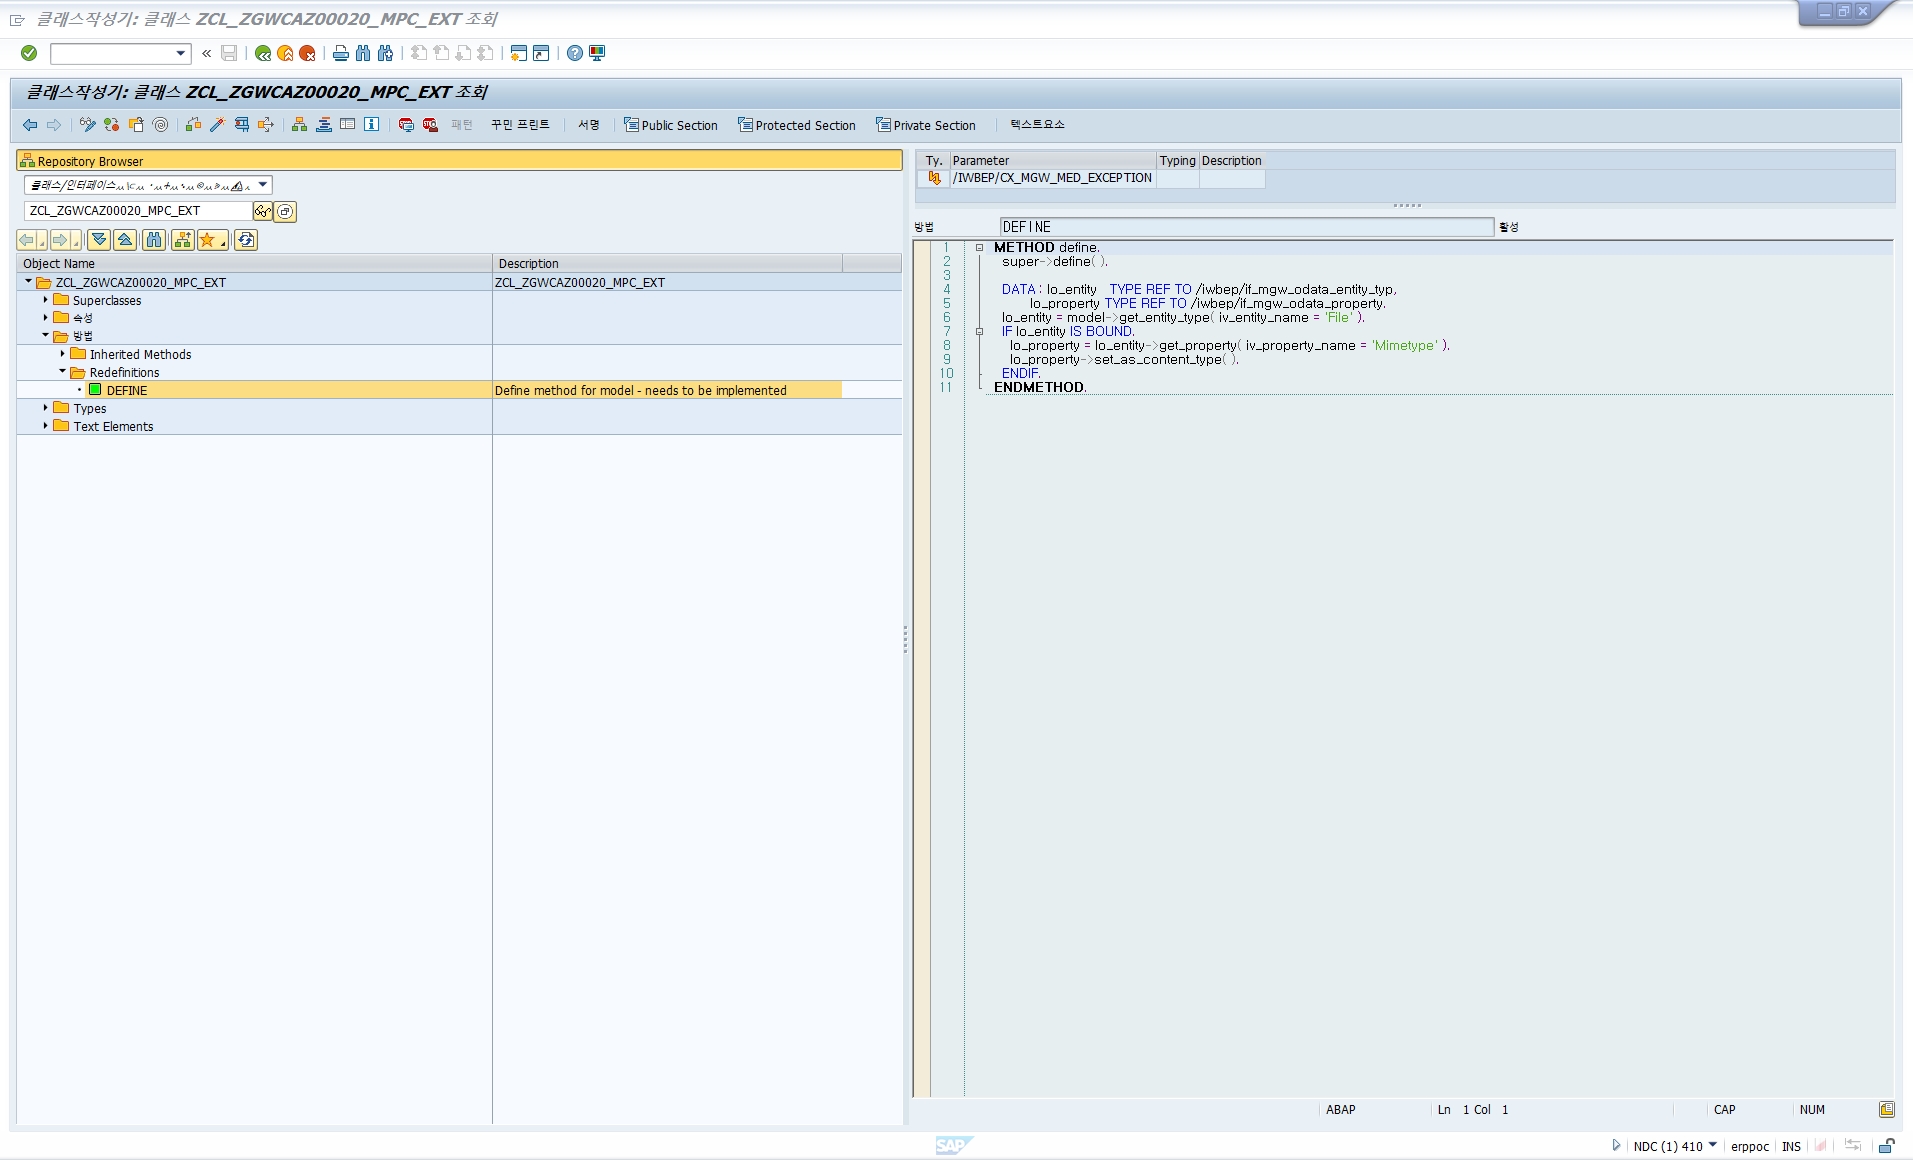 클래스작성기: 클래스 ZCL_ZGWCAZ00020_MPC_EXT 조회
클래스작성기: 클래스 ZCL_ZGWCAZ00020_MPC_EXT 조회
패턴 꾸민 프린트 서명 Public Section Protected Section Private Section 텍스트요소
Repository Browser
클래스/인터페이스
ZCL_ZGWCAZ00020_MPC_EXT
Object Name Description
ZCL_ZGWCAZ00020_MPC_EXT ZCL_ZGWCAZ00020_MPC_EXT
Superclasses
속성
방법
Inherited Methods
Redefinitions
DEFINE Define method for model - needs to be implemented
Types
Text Elements
Ty. Parameter Typing Description
/IWBEP/CX_MGW_MED_EXCEPTION
방법 DEFINE 활성
1 METHOD define.
2 super->define( ).
3
4 DATA : lo_entity TYPE REF TO /iwbep/if_mgw_odata_entity_typ,
5 lo_property TYPE REF TO /iwbep/if_mgw_odata_property.
6 lo_entity = model->get_entity_type( iv_entity_name = 'File' ).
7 IF lo_entity IS BOUND.
8 lo_property = lo_entity->get_property( iv_property_name = 'Mimetype' ).
9 lo_property->set_as_content_type( ).
10 ENDIF.
11 ENDMETHOD.
ABAP Ln 1 Col 1 CAP NUM
SAP NDC (1) 410 erppoc INS